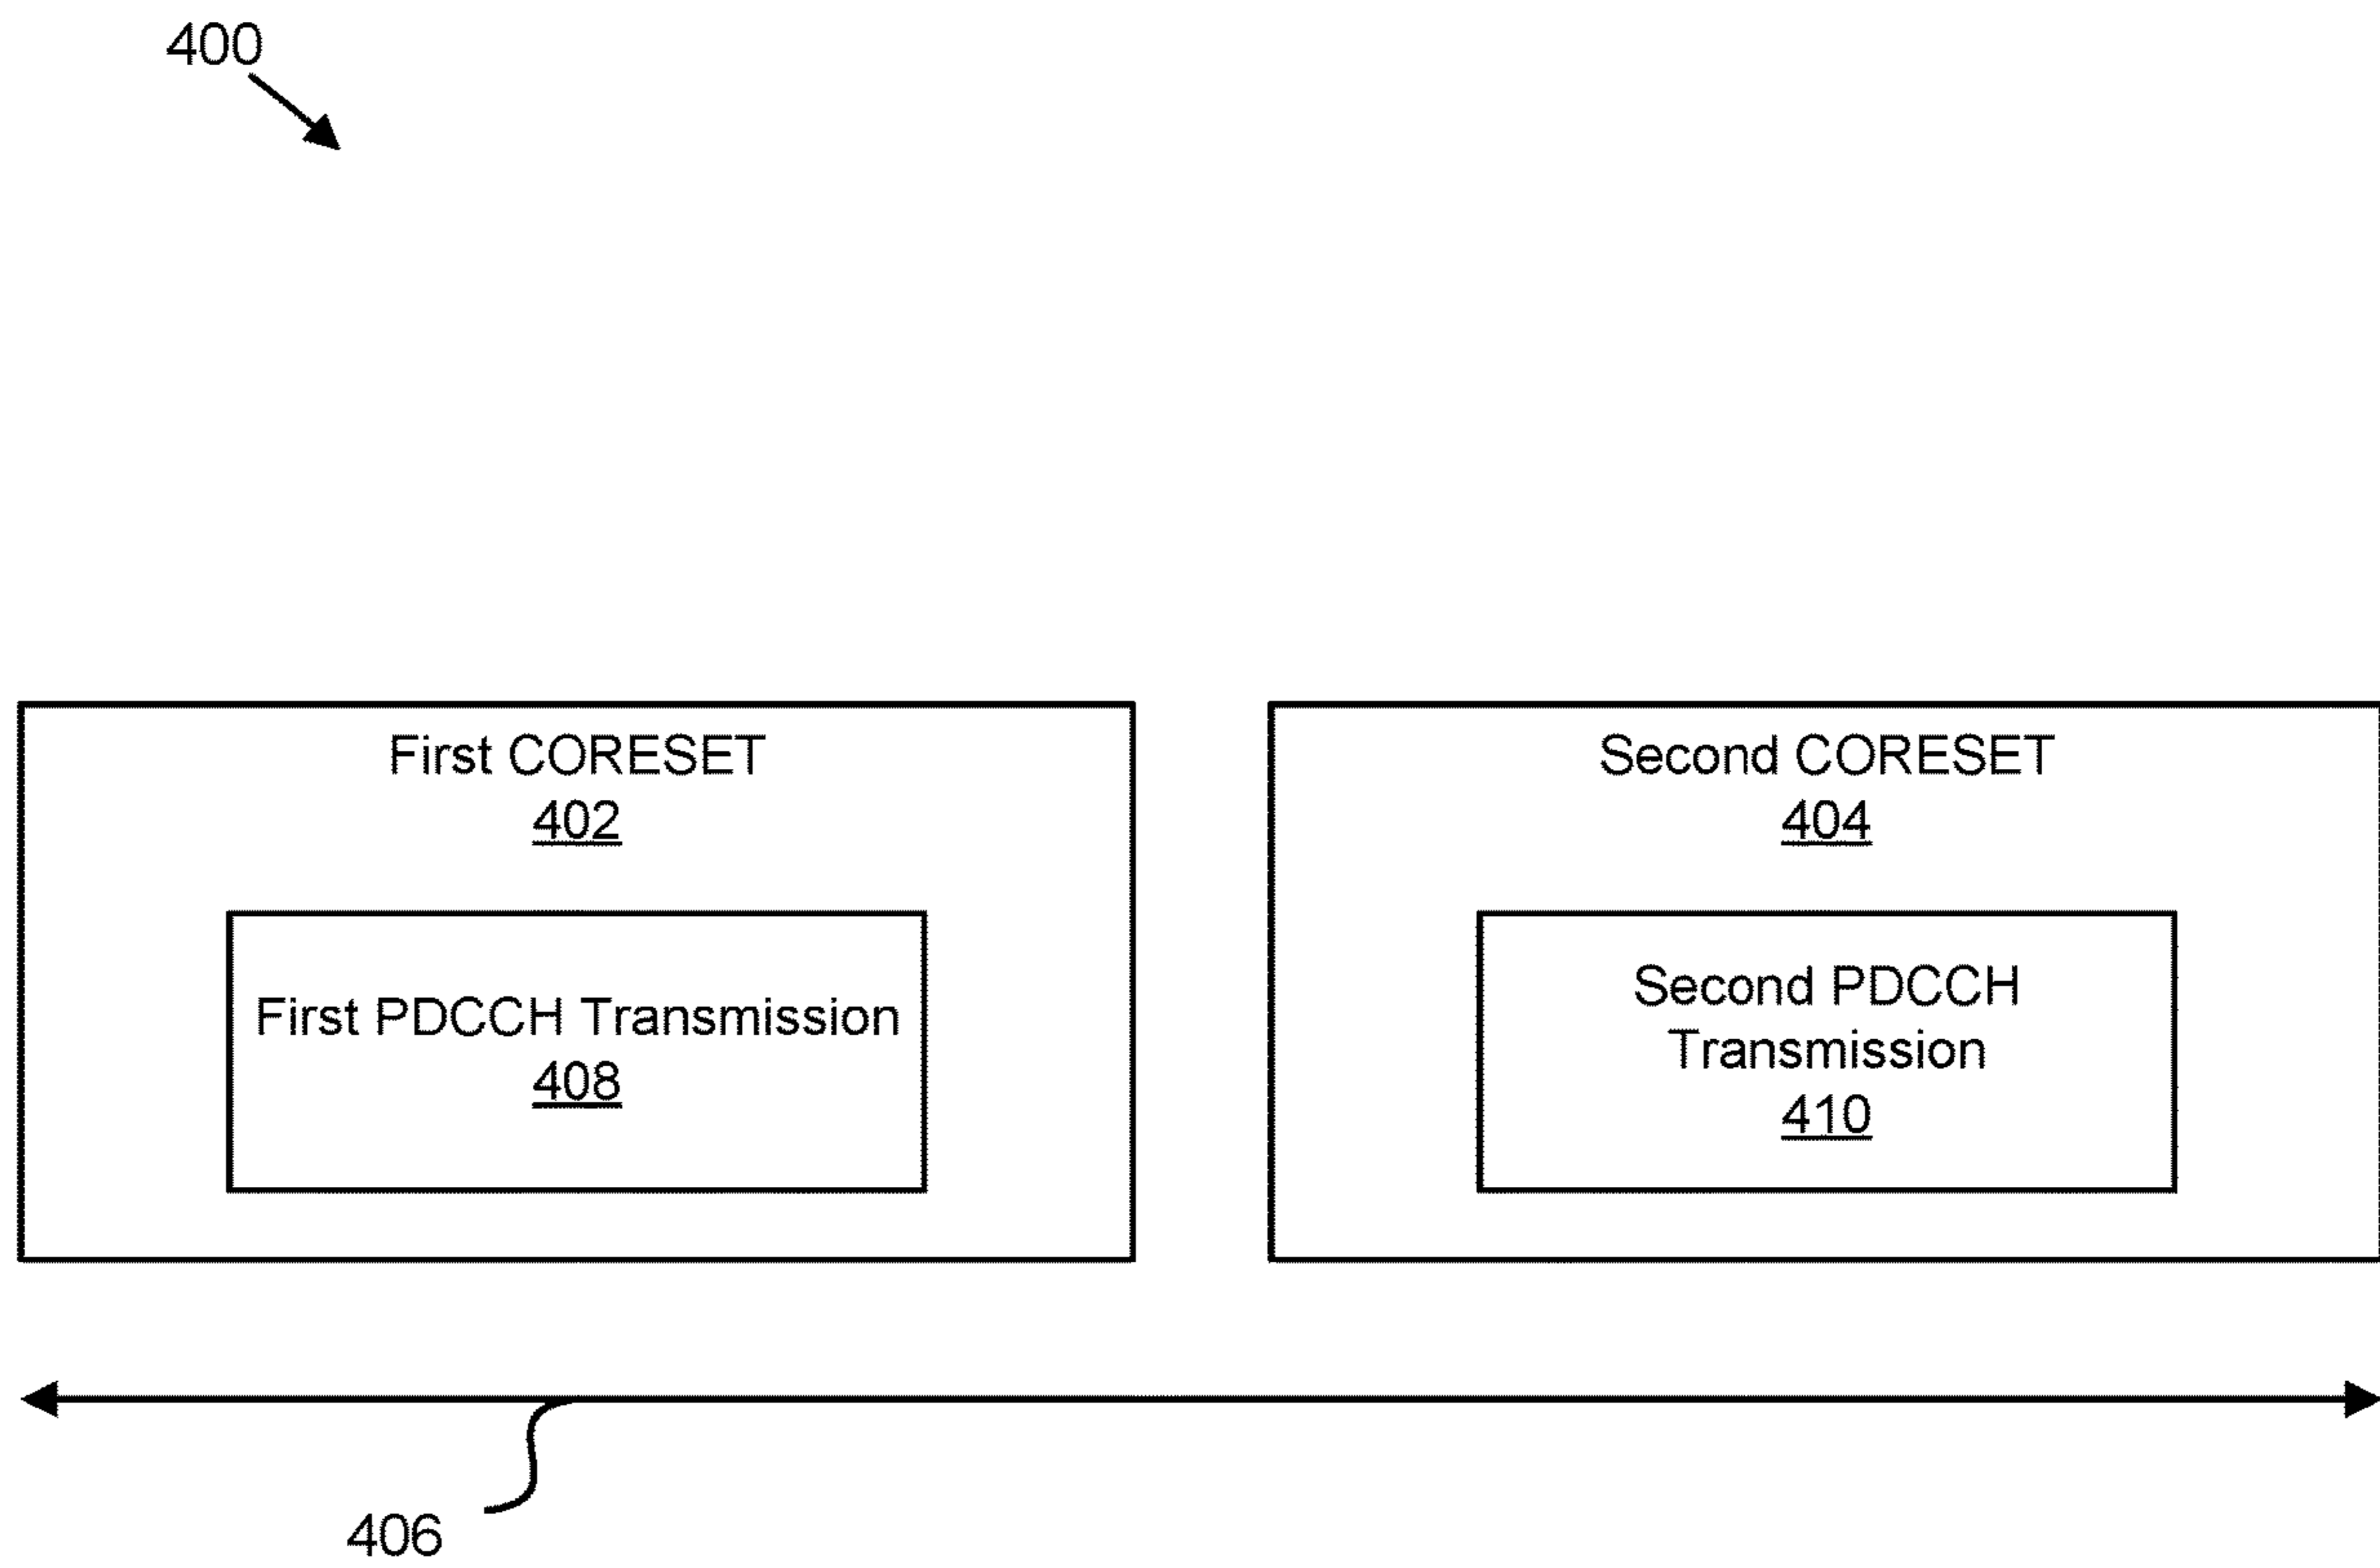 400
First CORESET
402
First PDCCH Transmission
408
Second CORESET
404
Second PDCCH
Transmission
410
406